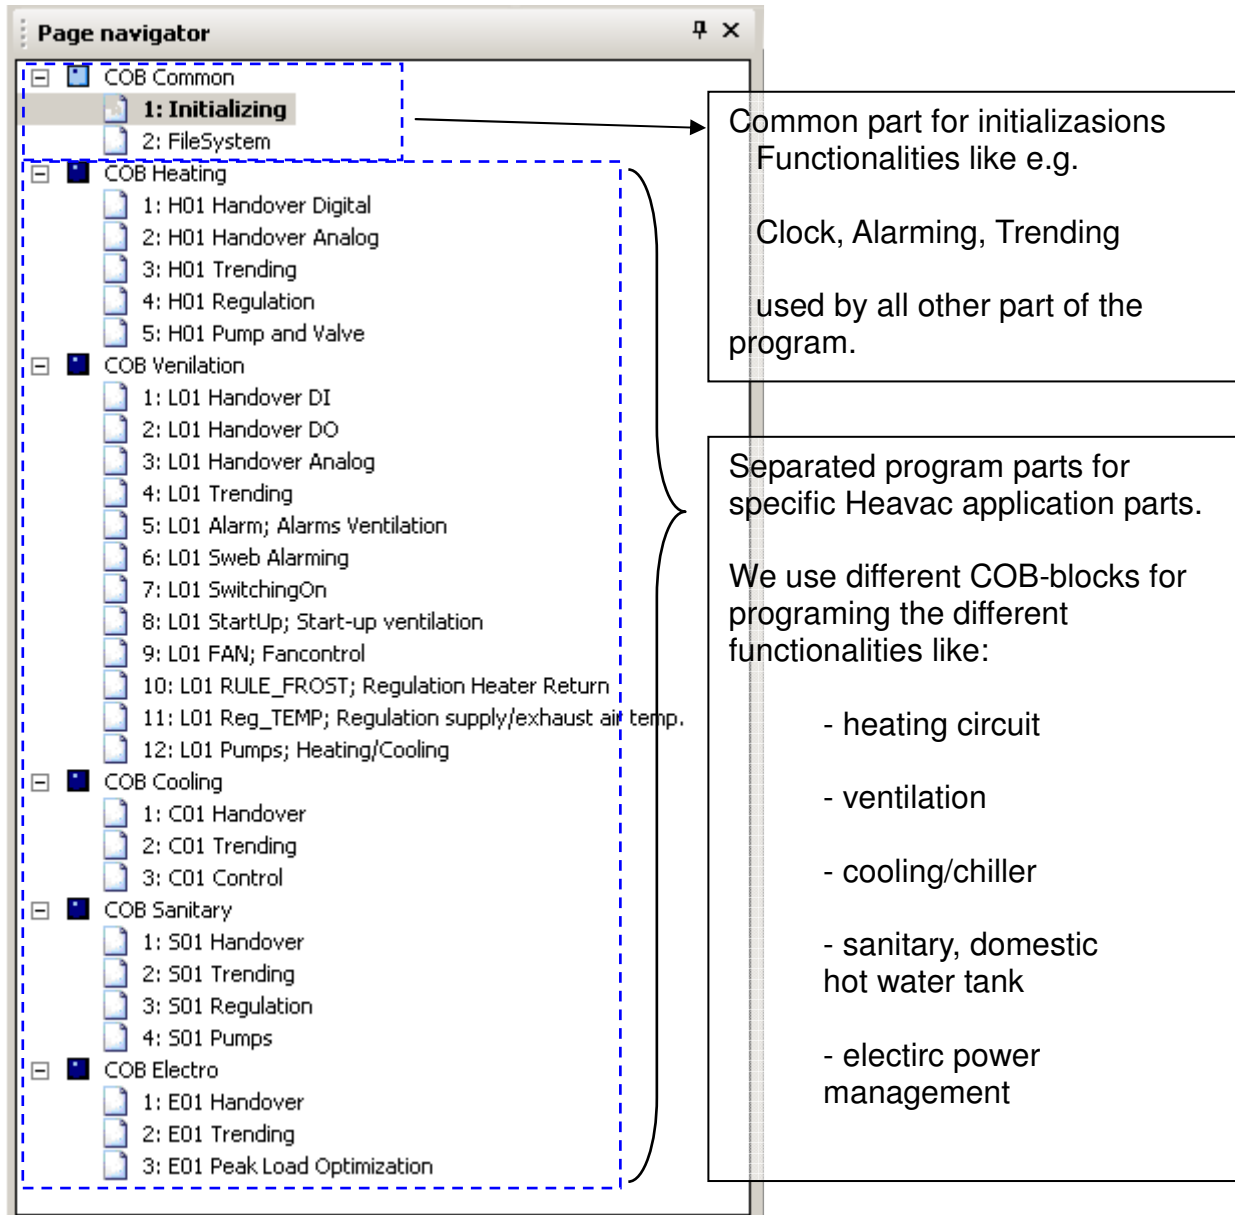 Page navigator
COB Common
1: Initializing
2: FileSystem
COB Heating
1: H01 Handover Digital
2: H01 Handover Analog
3: H01 Trending
4: H01 Regulation
5: H01 Pump and Valve
COB Venilation
1: L01 Handover DI
2: L01 Handover DO
3: L01 Handover Analog
4: L01 Trending
5: L01 Alarm; Alarms Ventilation
6: L01 Sweb Alarming
7: L01 SwitchingOn
8: L01 StartUp; Start-up ventilation
9: L01 FAN; Fancontrol
10: L01 RULE_FROST; Regulation Heater Return
11: L01 Reg_TEMP; Regulation supply/exhaust air temp.
12: L01 Pumps; Heating/Cooling
COB Cooling
1: C01 Handover
2: C01 Trending
3: C01 Control
COB Sanitary
1: S01 Handover
2: S01 Trending
3: S01 Regulation
4: S01 Pumps
COB Electro
1: E01 Handover
2: E01 Trending
3: E01 Peak Load Optimization
Common part for initializasions
Functionalities like e.g.
Clock, Alarming, Trending
used by all other part of the
program.
Separated program parts for
specific Heavac application parts.
We use different COB-blocks for
programing the different
functionalities like:
- heating circuit
- ventilation
- cooling/chiller
- sanitary, domestic
hot water tank
- electirc power
management